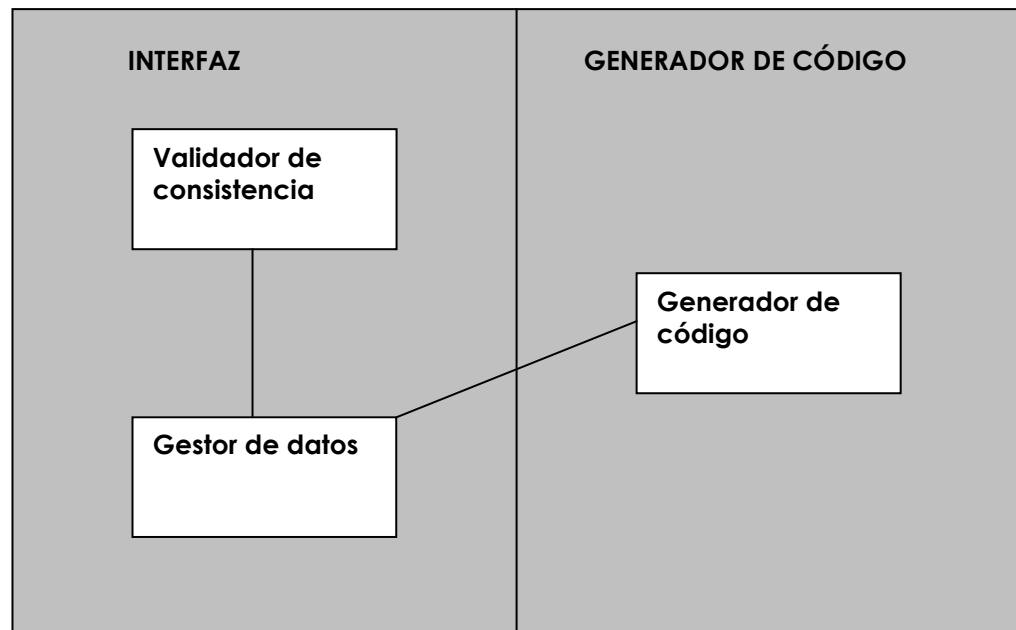 INTERFAZ
GENERADOR DE CÓDIGO
Validador de
consistencia
Generador de
código
Gestor de datos